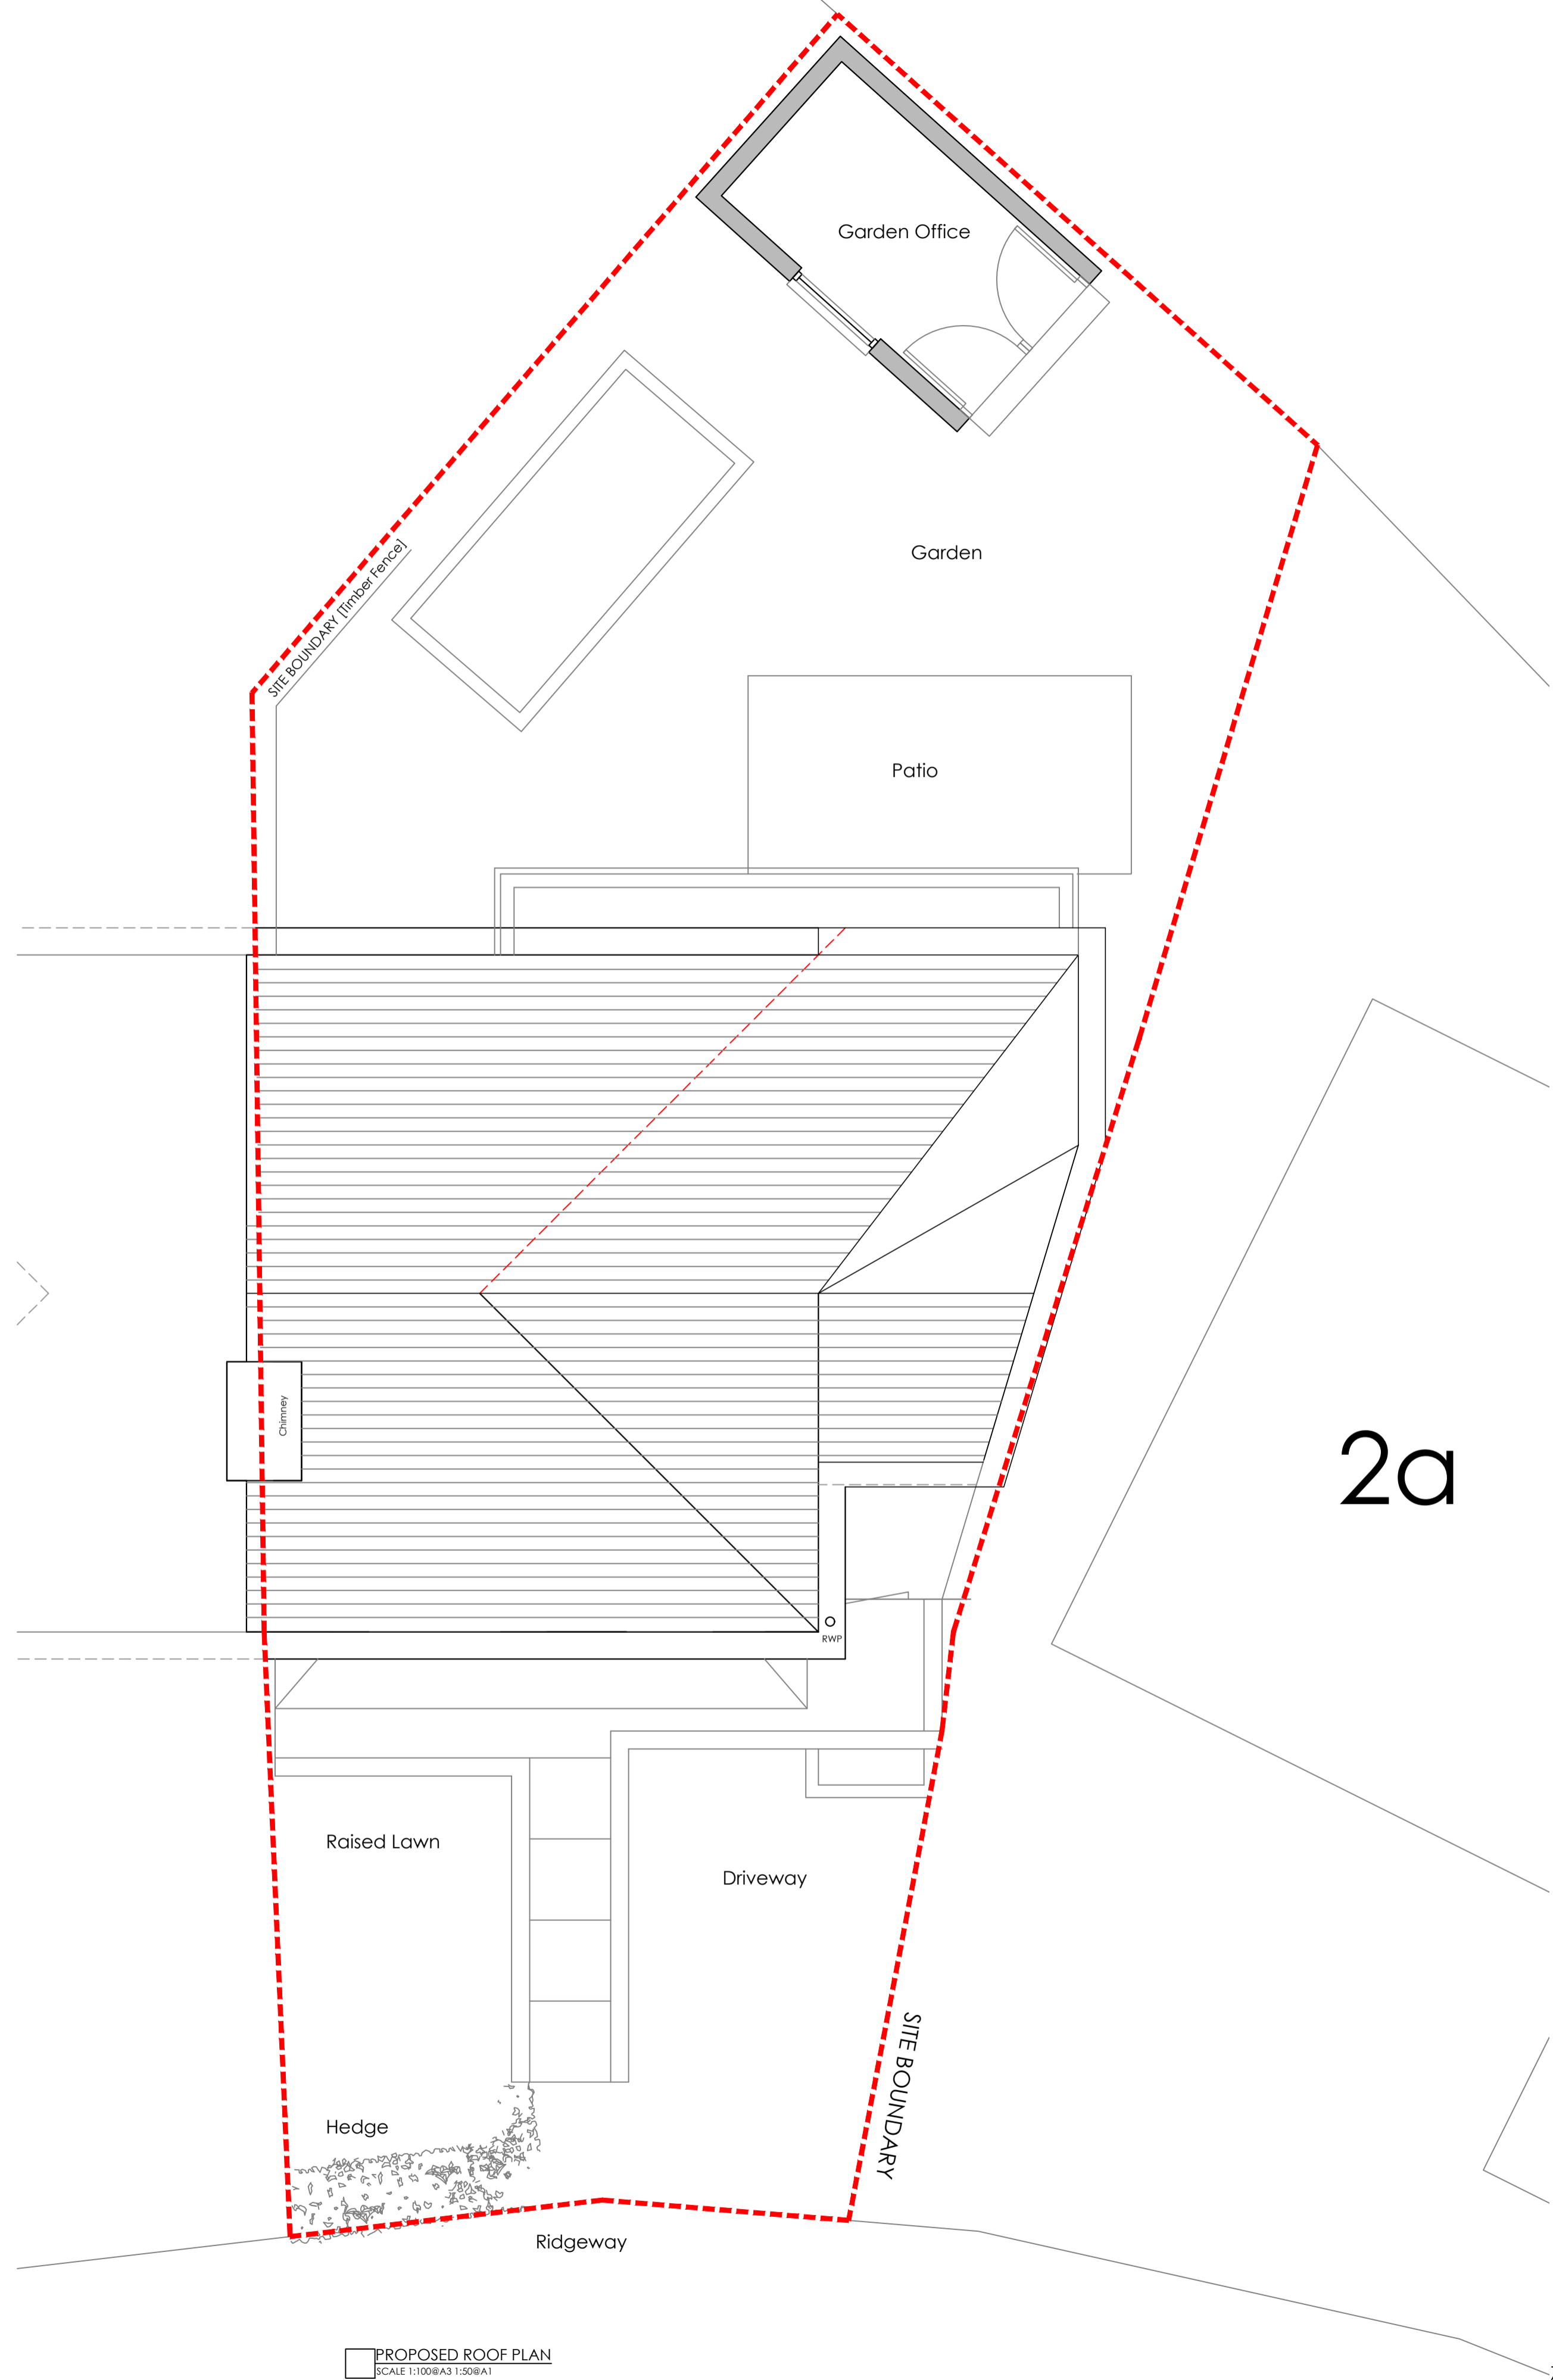 Garden Office
SITE BOUNDARY [Timber Fence]
Garden
Patio
Chimney
2a
RWP
Raised Lawn
Driveway
SITE BOUNDARY
Hedge
Ridgeway
PROPOSED ROOF PLAN
SCALE 1:100@A3 1:50@A1